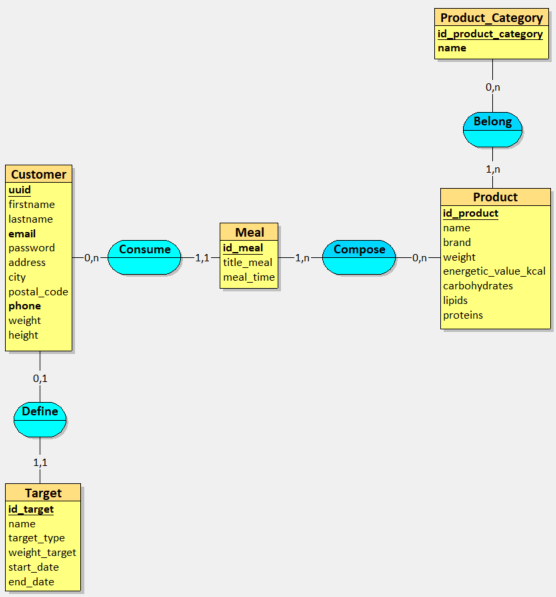 Product_Category
id_product_category
name
0,n
Belong
1,n
Customer
uuid
firstname
lastname
email
password
address
city
postal_code
phone
weight
height
0,n
Consume
1,1
Meal
id_meal
title_meal
meal_time
1,n
Compose
0,n
Product
id_product
name
brand
weight
energetic_value_kcal
carbohydrates
lipids
proteins
0,1
Define
1,1
Target
id_target
name
target_type
weight_target
start_date
end_date